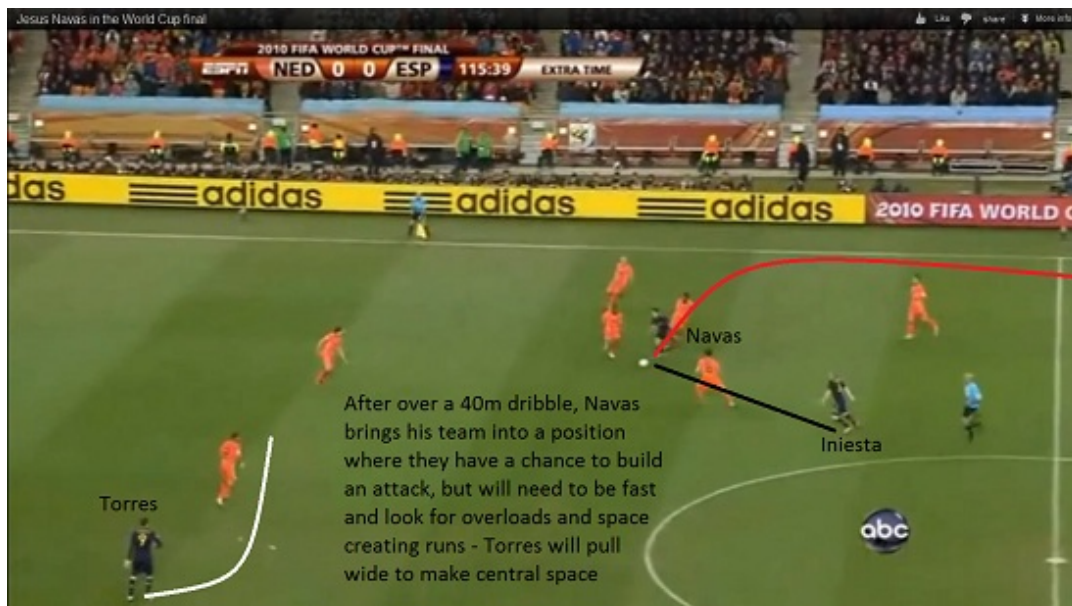 Jesus Navas in the World Cup final
Like
share
More info
2010 FIFA WORLD CUP™ FINAL
ESPN NED 0 0 ESP 115:39 EXTRA TIME
adidas adidas adidas adidas adidas 2010 FIFA WORLD C
Navas
Iniesta
Torres
After over a 40m dribble, Navas
brings his team into a position
where they have a chance to build
an attack, but will need to be fast
and look for overloads and space
creating runs - Torres will pull
wide to make central space
abc